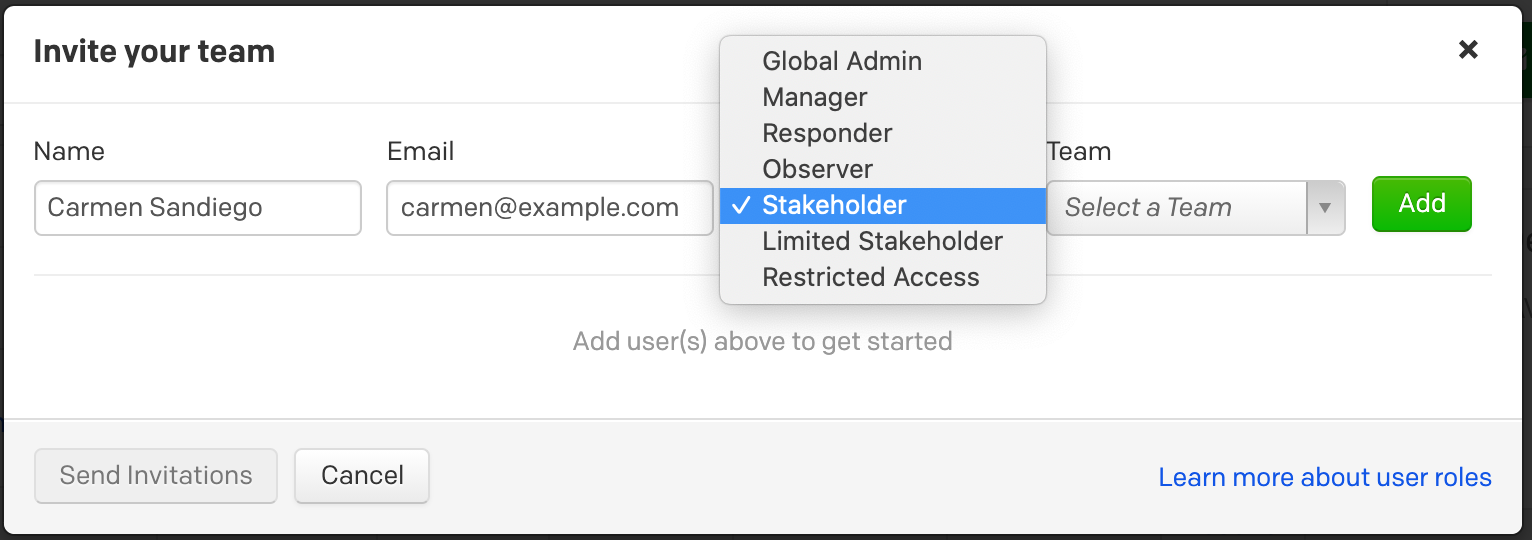 Invite your team
Name
Carmen Sandiego
Email
carmen@example.com
Global Admin
Manager
Responder
Observer
✓ Stakeholder
Limited Stakeholder
Restricted Access
Team
Select a Team
Add
Add user(s) above to get started
Send Invitations
Cancel
Learn more about user roles